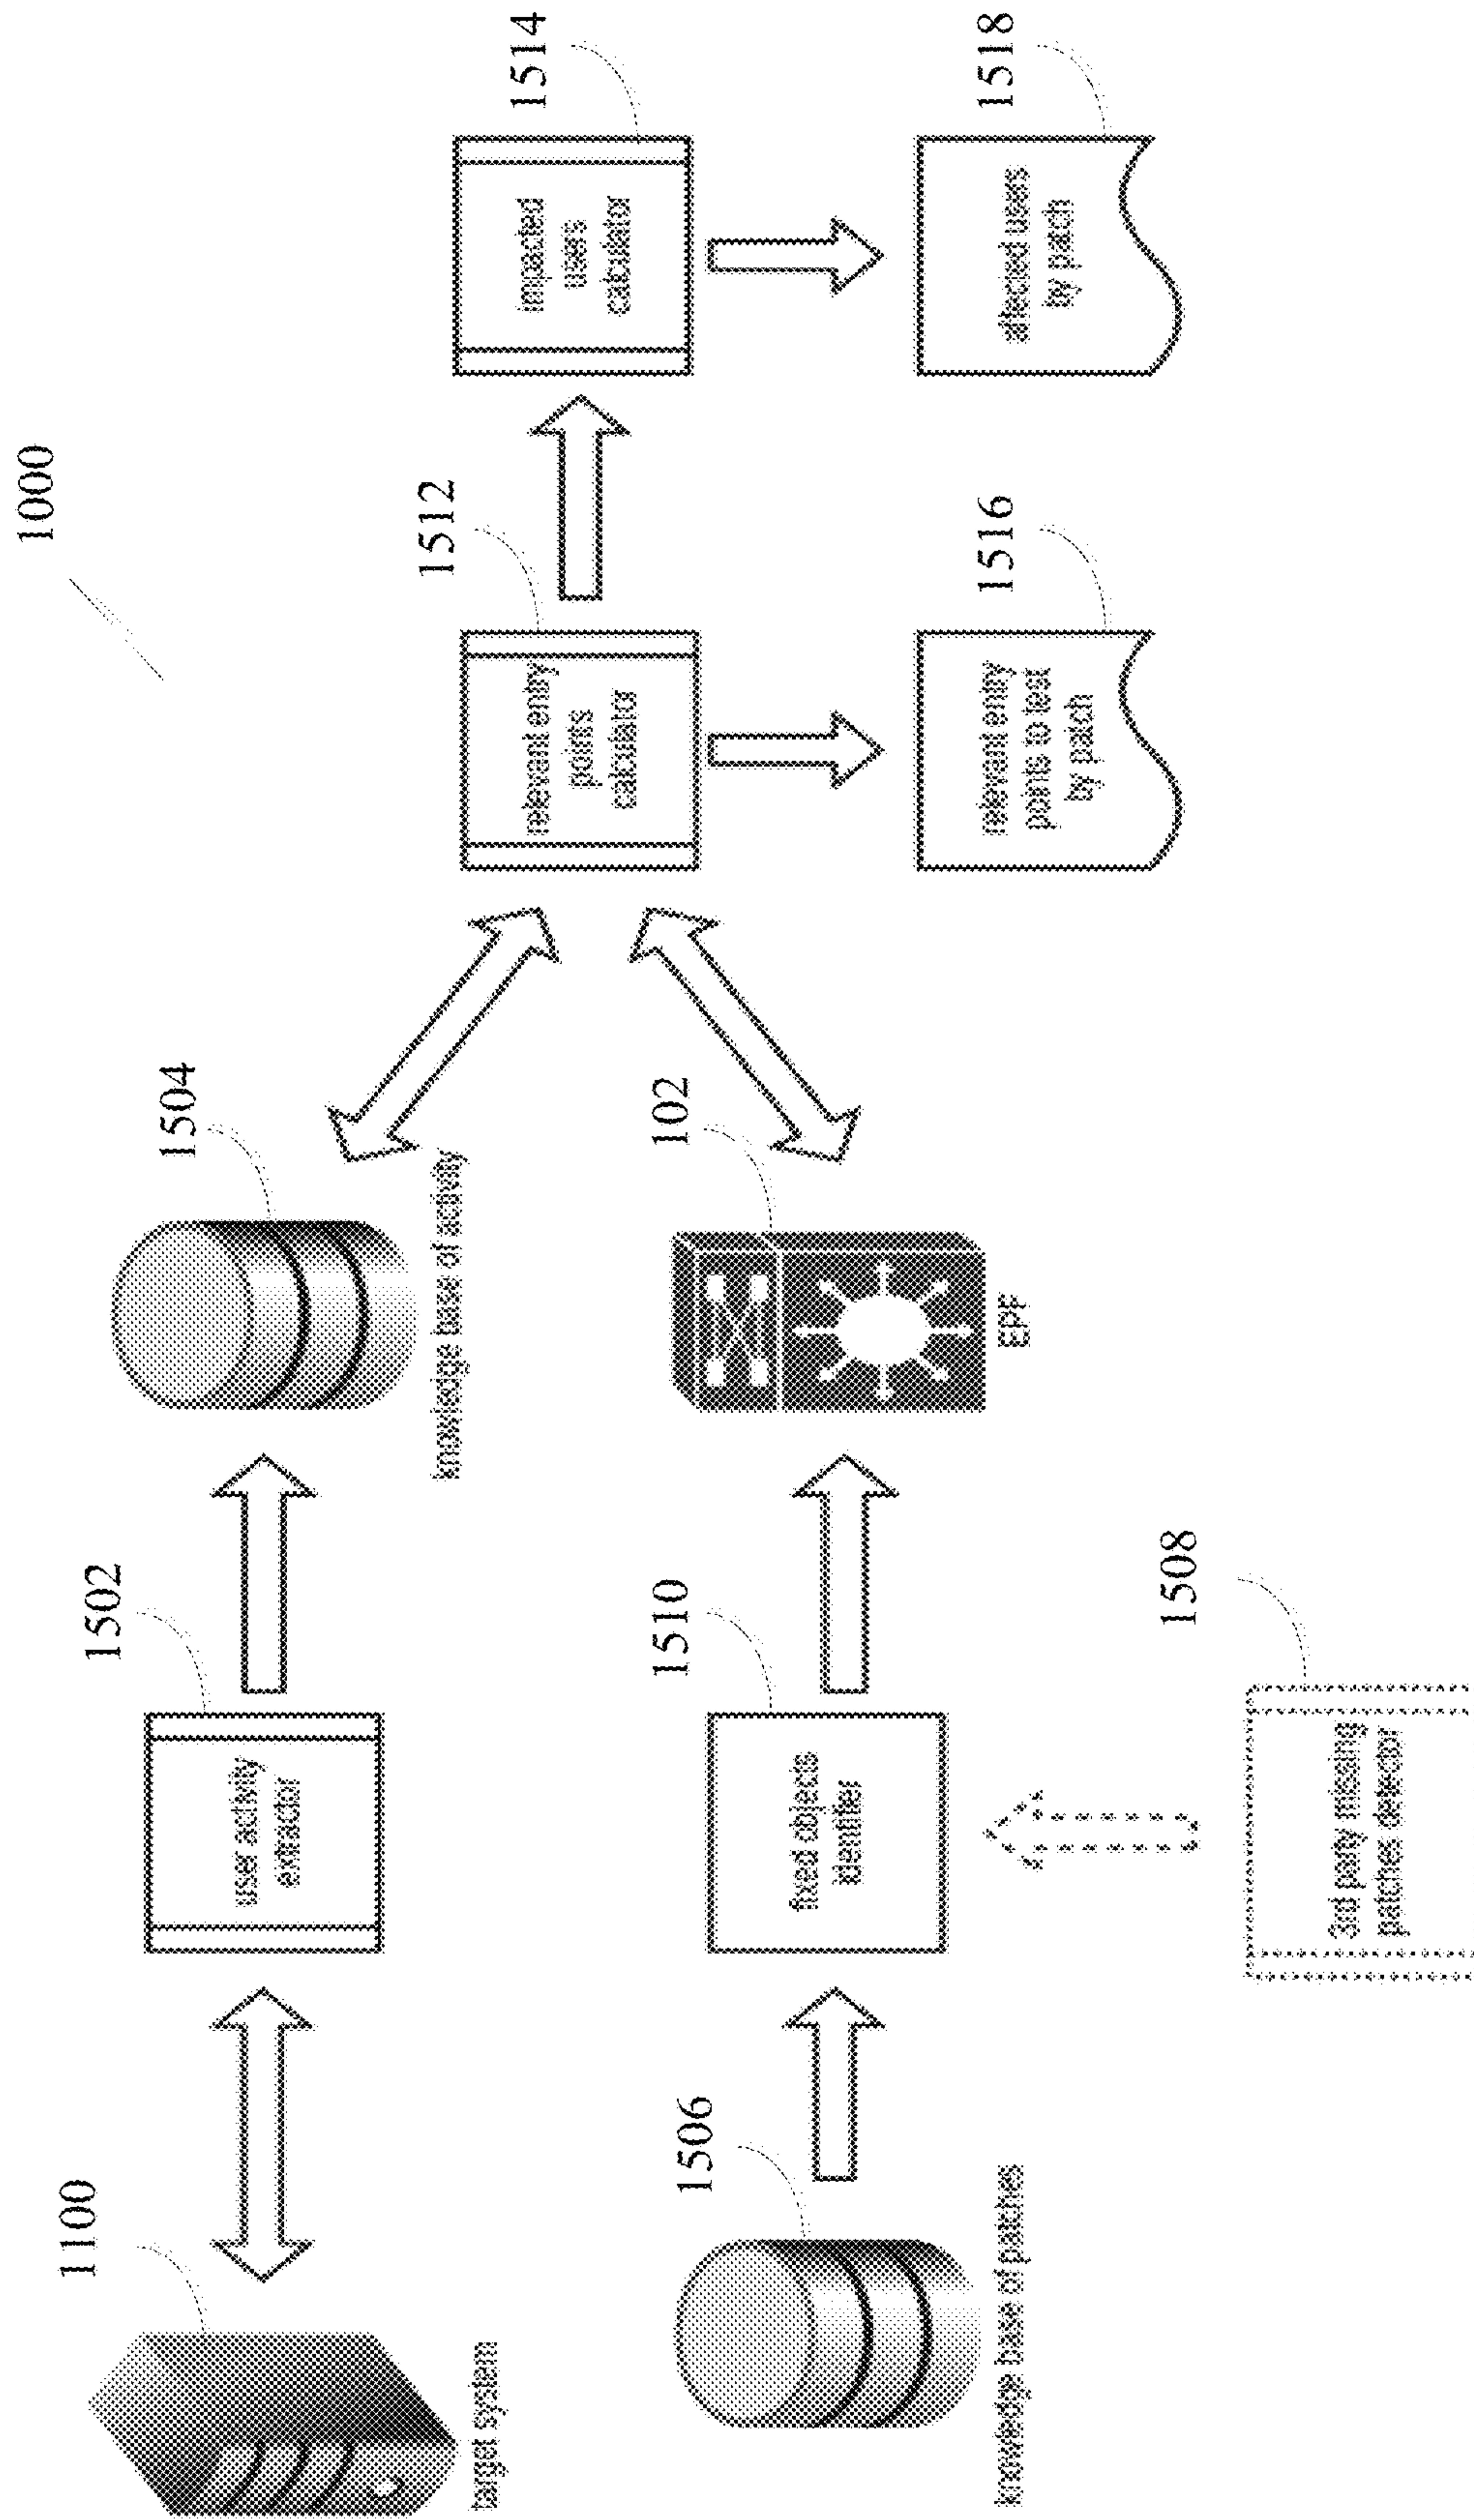 1000
1100
target system
1502
user activity
extractor
1504
knowledge base of activity
1506
knowledge base of patches
1510
fixed objects
identifier
1508
3rd party missing
patches detector
102
EPF
1512
relevant entry
points
calculator
1514
impacted
users
calculator
1516
relevant entry
points to test
by patch
1518
affected users
by patch